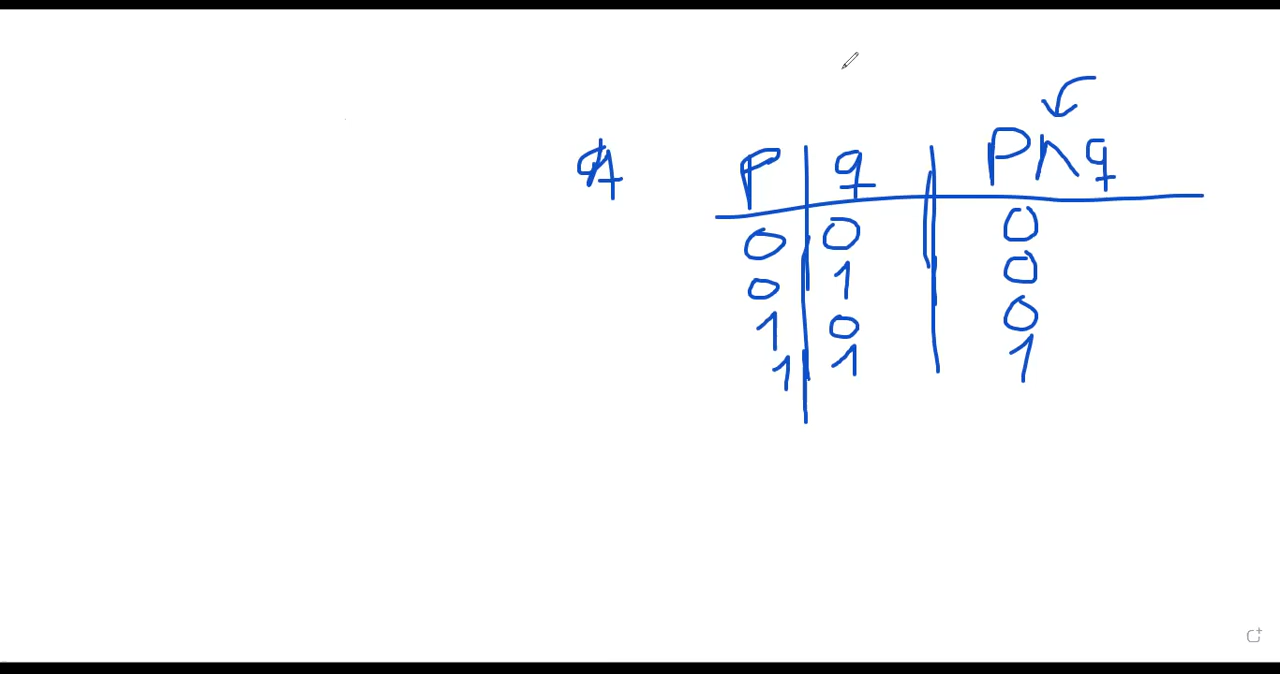 P q P∧q
0 0 0
0 1 0
1 0 0
1 1 1